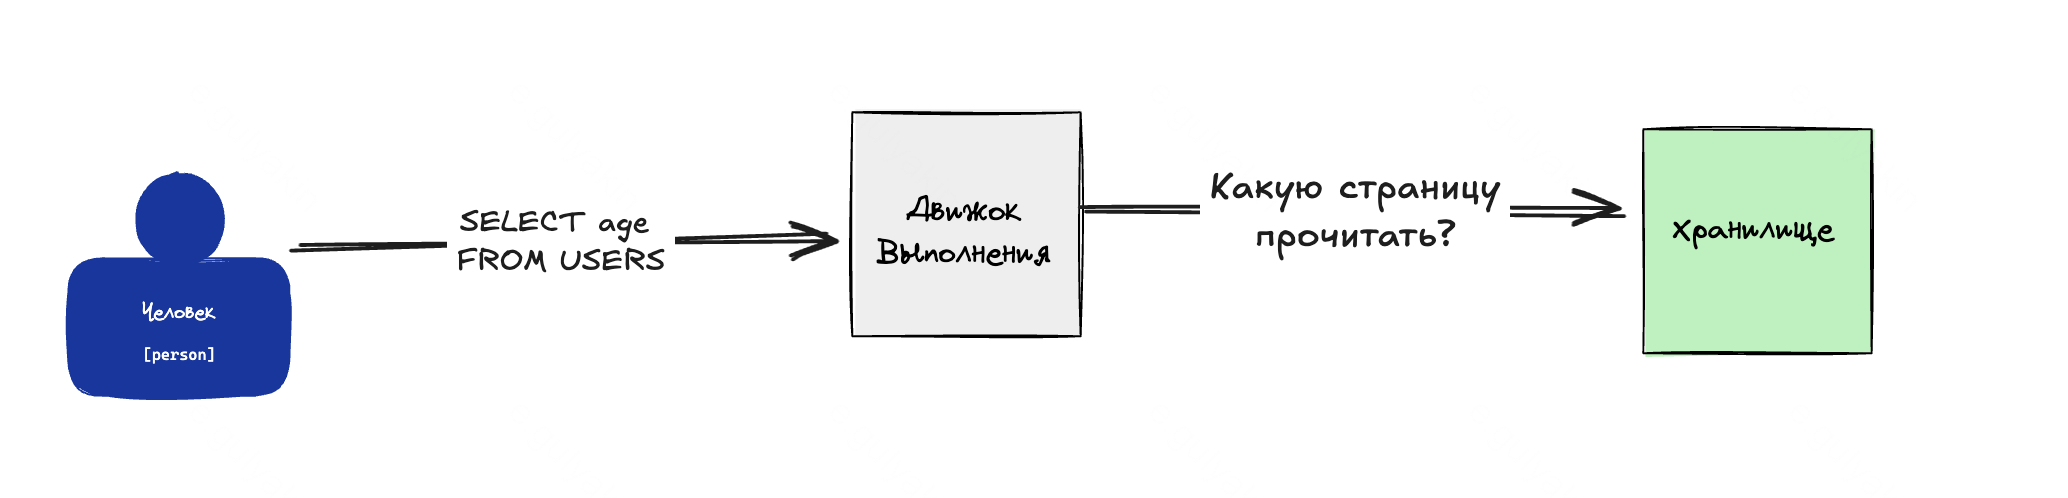 Человек
[person]
SELECT age
FROM USERS
Движок
Выполнения
Какую страницу
прочитать?
Хранилище